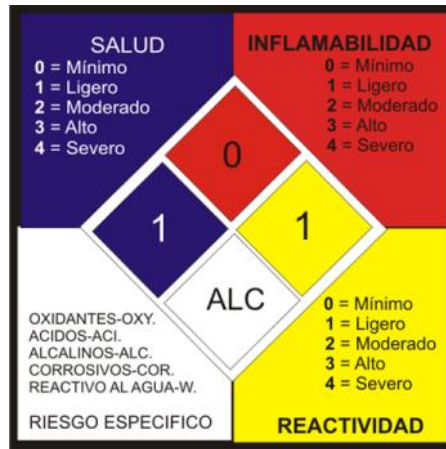 SALUD
0 = Mínimo
1 = Ligero
2 = Moderado
3 = Alto
4 = Severo
INFLAMABILIDAD
0 = Mínimo
1 = Ligero
2 = Moderado
3 = Alto
4 = Severo
0
1
1
ALC
OXIDANTES-OXY.
ACIDOS-ACI.
ALCALINOS-ALC.
CORROSIVOS-COR.
REACTIVO AL AGUA-W.
RIESGO ESPECIFICO
0 = Mínimo
1 = Ligero
2 = Moderado
3 = Alto
4 = Severo
REACTIVIDAD